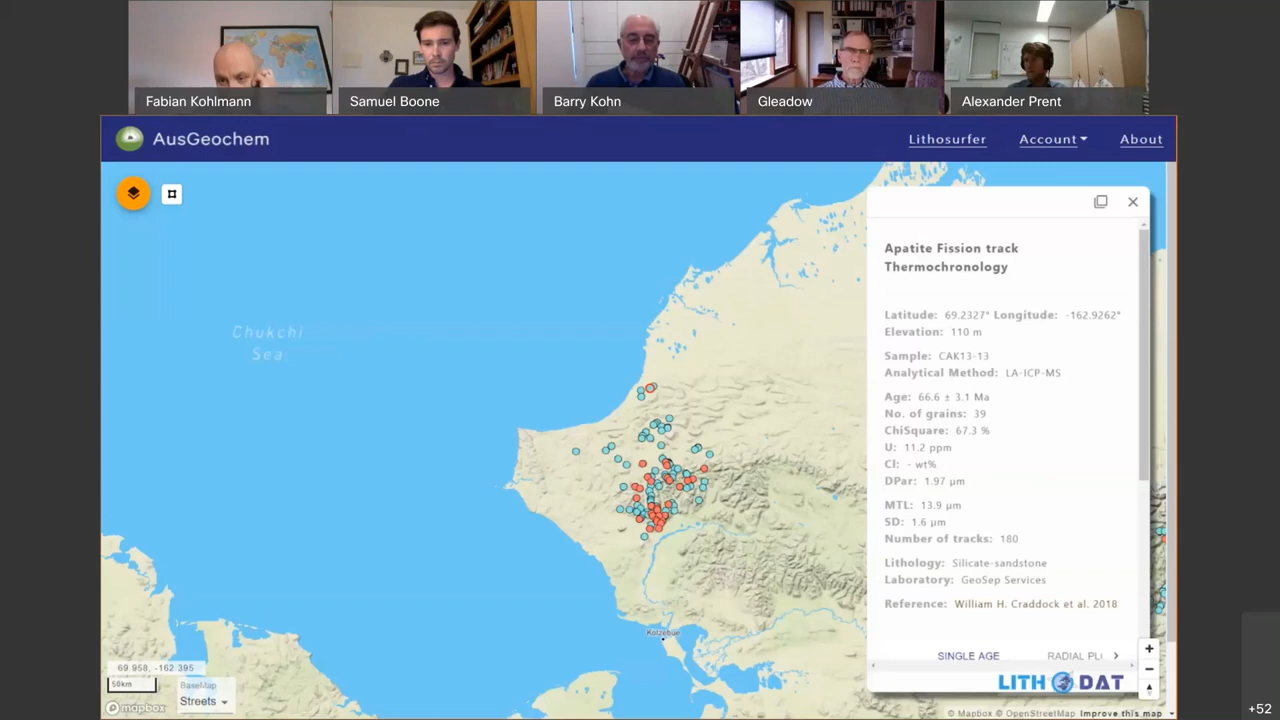 Fabian Kohlmann
Samuel Boone
Barry Kohn
Gleadow
Alexander Prent
AusGeochem
Lithosurfer
Account
About
Apatite Fission track
Thermochronology
Latitude: 69.2327° Longitude: -162.9262°
Elevation: 110 m
Sample: CAK13-13
Analytical Method: LA-ICP-MS
Age: 66.6 ± 3.1 Ma
No. of grains: 39
ChiSquare: 67.3 %
U: 11.2 ppm
Cl: - wt%
DPar: 1.97 µm
MTL: 13.9 µm
SD: 1.6 µm
Number of tracks: 180
Lithology: Silicate-sandstone
Laboratory: GeoSep Services
Reference: William H. Craddock et al. 2018
SINGLE AGE
RADIAL PL
LITHODAT
Chukchi
Sea
Kotzebue
69.958, -162.395
50km
BaseMap
Streets
mapbox
© Mapbox © OpenStreetMap Improve this map
+52